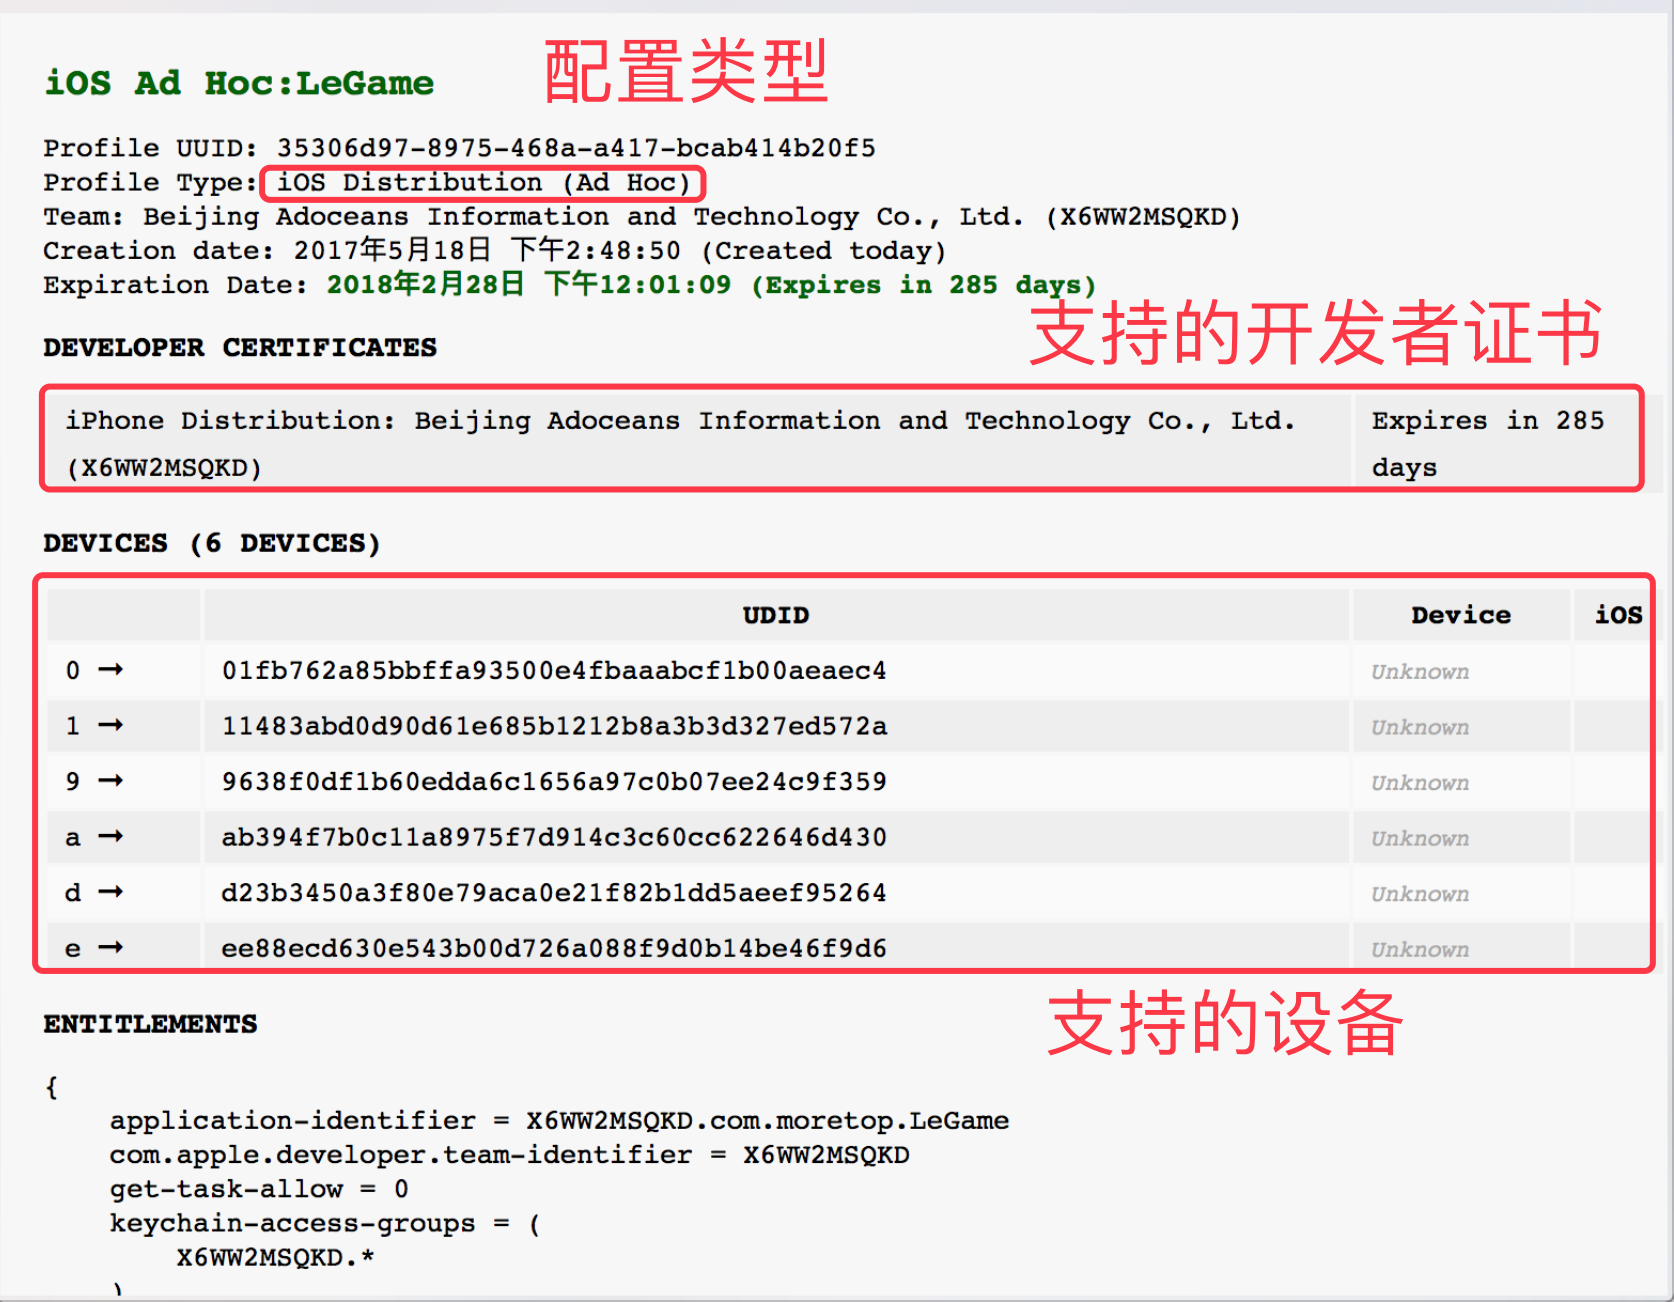 iOS Ad Hoc:LeGame
配置类型
Profile UUID: 35306d97-8975-468a-a417-bcab414b20f5
Profile Type: iOS Distribution (Ad Hoc)
Team: Beijing Adoceans Information and Technology Co., Ltd. (X6WW2MSQKD)
Creation date: 2017年5月18日 下午2:48:50 (Created today)
Expiration Date: 2018年2月28日 下午12:01:09 (Expires in 285 days)
支持的开发者证书
DEVELOPER CERTIFICATES
iPhone Distribution: Beijing Adoceans Information and Technology Co., Ltd. Expires in 285
(X6WW2MSQKD) days
DEVICES (6 DEVICES)
UDID Device iOS
0 → 01fb762a85bbffa93500e4fbaaabcf1b00aeaec4 Unknown
1 → 11483abd0d90d61e685b1212b8a3b3d327ed572a Unknown
9 → 9638f0df1b60edda6c1656a97c0b07ee24c9f359 Unknown
a → ab394f7b0c11a8975f7d914c3c60cc622646d430 Unknown
d → d23b3450a3f80e79aca0e21f82b1dd5aeef95264 Unknown
e → ee88ecd630e543b00d726a088f9d0b14be46f9d6 Unknown
支持的设备
ENTITLEMENTS
{
application-identifier = X6WW2MSQKD.com.moretop.LeGame
com.apple.developer.team-identifier = X6WW2MSQKD
get-task-allow = 0
keychain-access-groups = (
X6WW2MSQKD.*
)